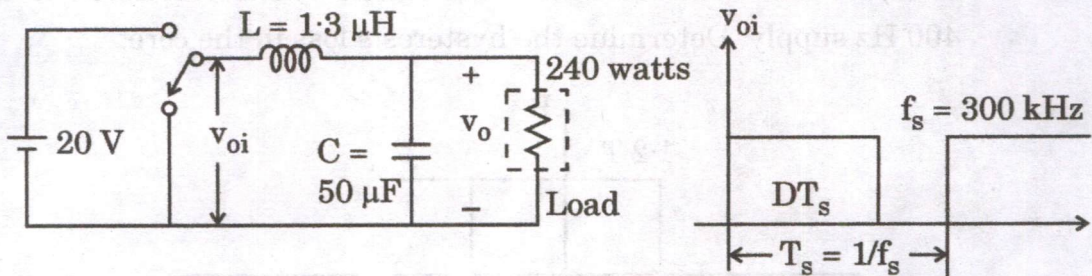 L = 1·3 μH
20 V
v_oi
C =
50 μF
+
v_o
−
240 watts
Load
v_oi
f_s = 300 kHz
DT_s
T_s = 1/f_s